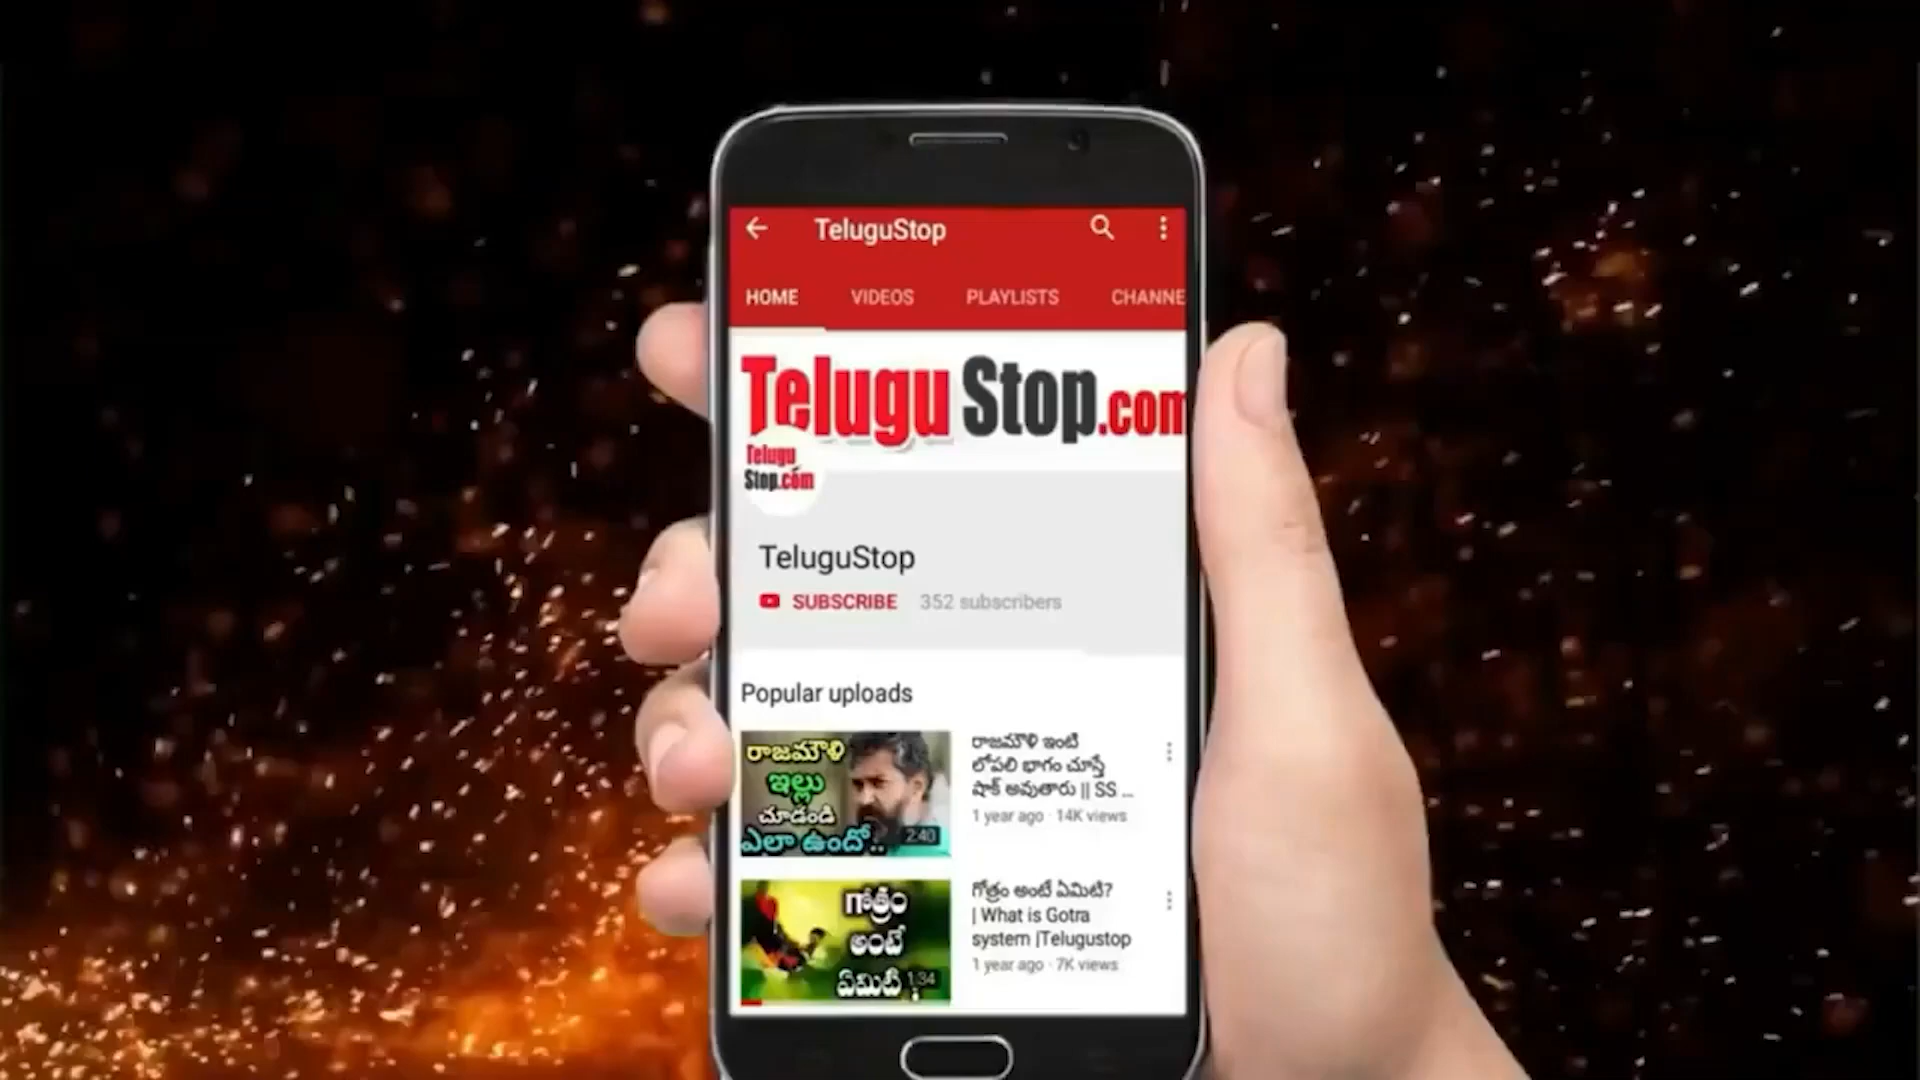 TeluguStop
HOME VIDEOS PLAYLISTS CHANNE
Telugu Stop.com
Telugu
Stop.com
TeluguStop
SUBSCRIBE 352 subscribers
Popular uploads
రాజమౌళి
ఇల్లు
చూడండి
ఎలా ఉందో..
2:40
రాజమౌళి ఇంటి
లోపలి భాగం చూస్తే
షాక్ అవుతారు || SS ...
1 year ago · 14K views
గోత్రం
అంటే
ఏమిటి
1:34
గోత్రం అంటే ఏమిటి?
| What is Gotra
system |Telugustop
1 year ago · 7K views